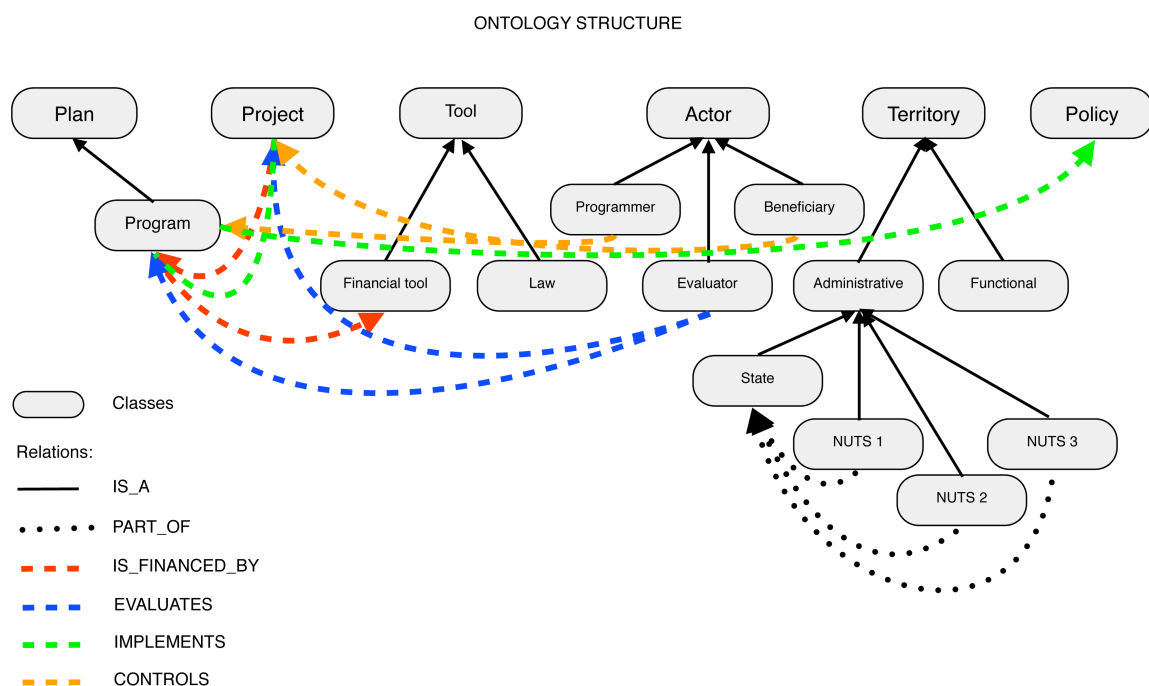 ONTOLOGY STRUCTURE
Plan
Project
Tool
Actor
Territory
Policy
Program
Programmer
Beneficiary
Financial tool
Law
Evaluator
Administrative
Functional
State
NUTS 1
NUTS 3
NUTS 2
Classes
Relations:
IS_A
PART_OF
IS_FINANCED_BY
EVALUATES
IMPLEMENTS
CONTROLS